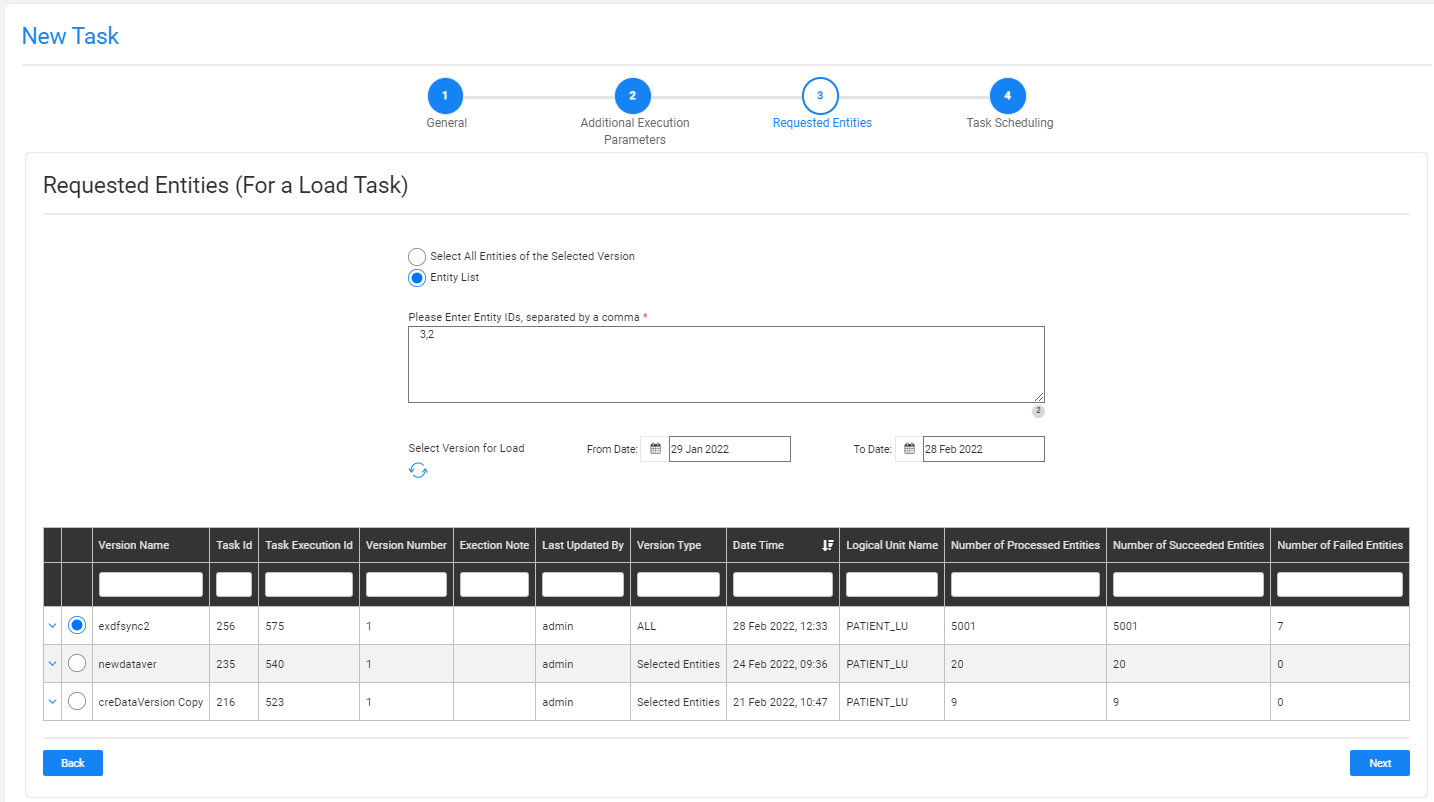 New Task
1
2
3
4
General
Additional Execution
Parameters
Requested Entities
Task Scheduling
Requested Entities (For a Load Task)
Select All Entities of the Selected Version
Entity List
Please Enter Entity IDs, separated by a comma *
3,2
2
Select Version for Load From Date: 29 Jan 2022 To Date: 28 Feb 2022
Version Name Task Id Task Execution Id Version Number Exection Note Last Updated By Version Type Date Time Logical Unit Name Number of Processed Entities Number of Succeeded Entities Number of Failed Entities
exdfsync2 256 575 1 admin ALL 28 Feb 2022, 12:33 PATIENT_LU 5001 5001 7
newdataver 235 540 1 admin Selected Entities 24 Feb 2022, 09:36 PATIENT_LU 20 20 0
creDataVersion Copy 216 523 1 admin Selected Entities 21 Feb 2022, 10:47 PATIENT_LU 9 9 0
Back Next